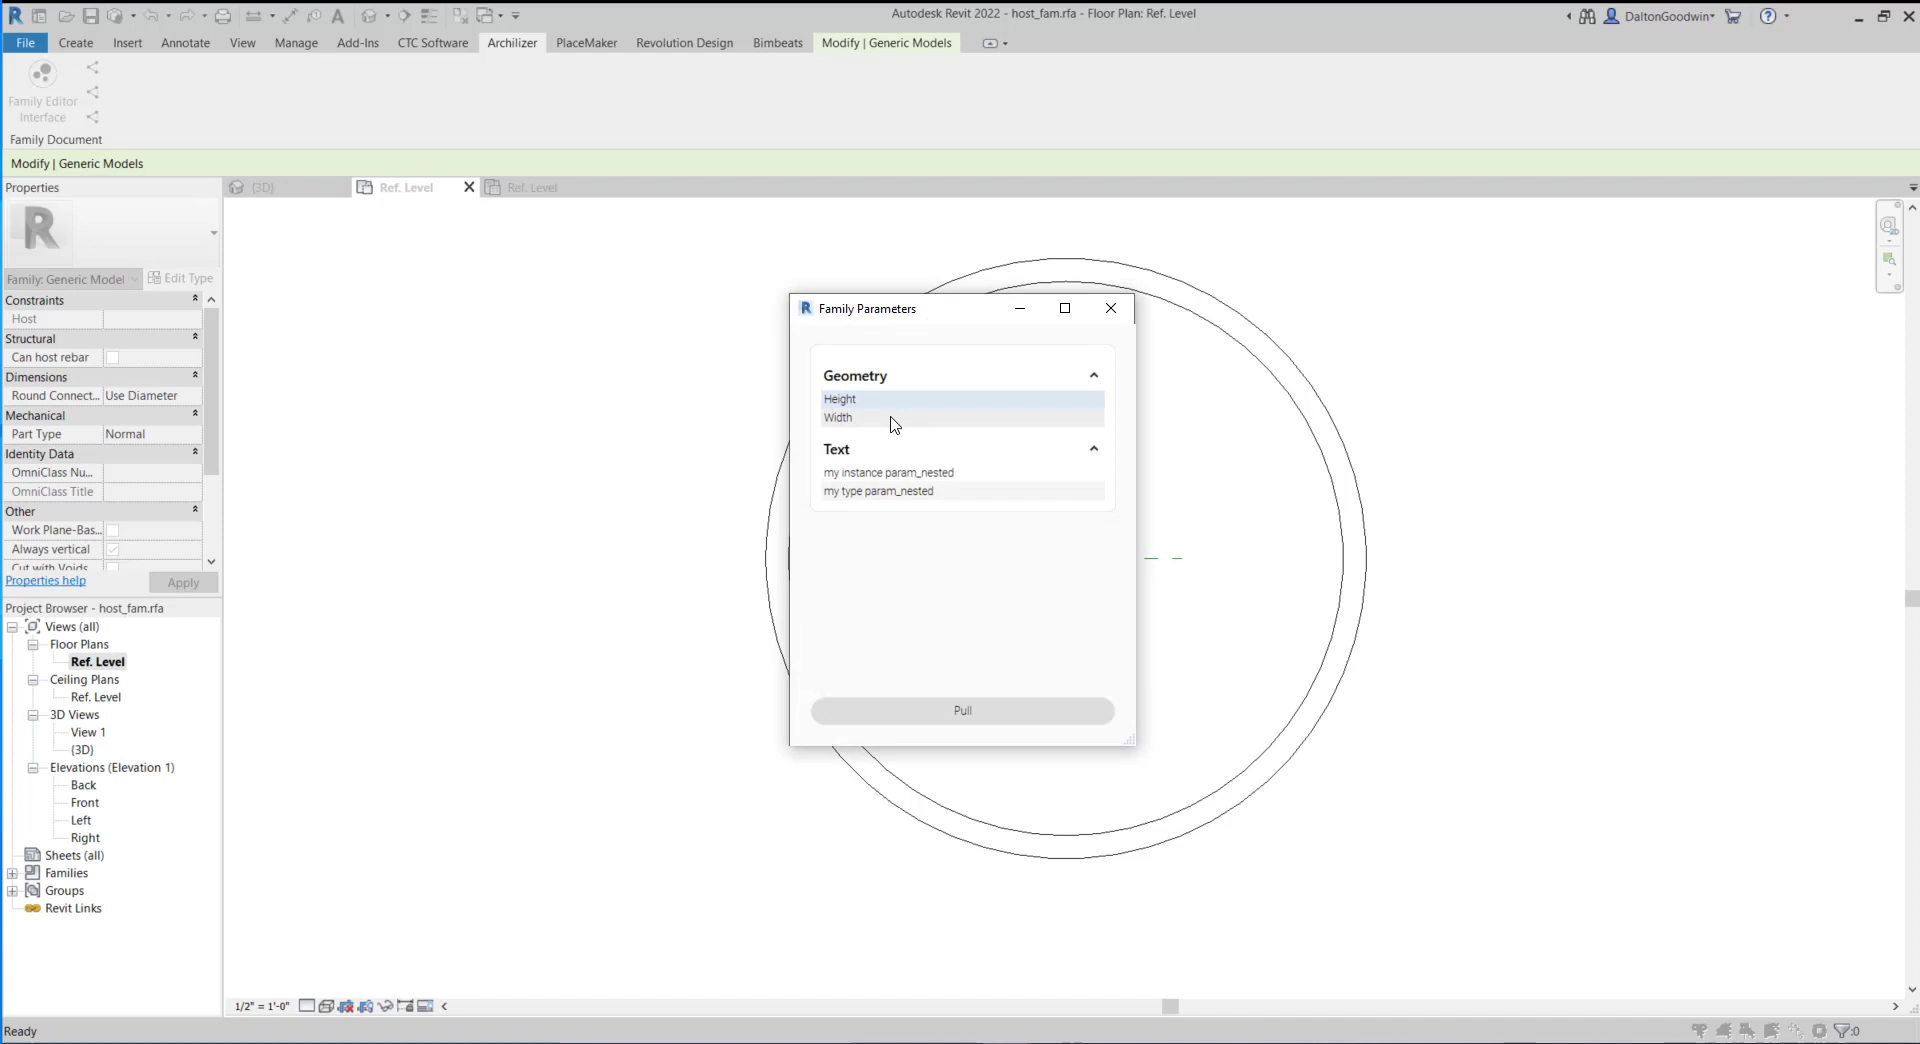 Autodesk Revit 2022 - host_fam.rfa - Floor Plan: Ref. Level
DaltonGoodwin
File
Create
Insert
Annotate
View
Manage
Add-Ins
CTC Software
Archilizer
PlaceMaker
Revolution Design
Bimbeats
Modify | Generic Models
Family Editor
Interface
Family Document
Modify | Generic Models
Properties
(3D)
Ref. Level
Ref. Level
R
Family: Generic Model
Edit Type
Constraints
Host
Structural
Can host rebar
Dimensions
Round Connect...
Use Diameter
Mechanical
Part Type
Normal
Identity Data
OmniClass Nu...
OmniClass Title
Other
Work Plane-Bas...
Always vertical
Cut with Voids
Properties help
Apply
Project Browser - host_fam.rfa
Views (all)
Floor Plans
Ref. Level
Ceiling Plans
Ref. Level
3D Views
View 1
{3D}
Elevations (Elevation 1)
Back
Front
Left
Right
Sheets (all)
Families
Groups
Revit Links
R Family Parameters
Geometry
Height
Width
Text
my instance param_nested
my type param_nested
Pull
1/2" = 1'-0"
Ready
:0